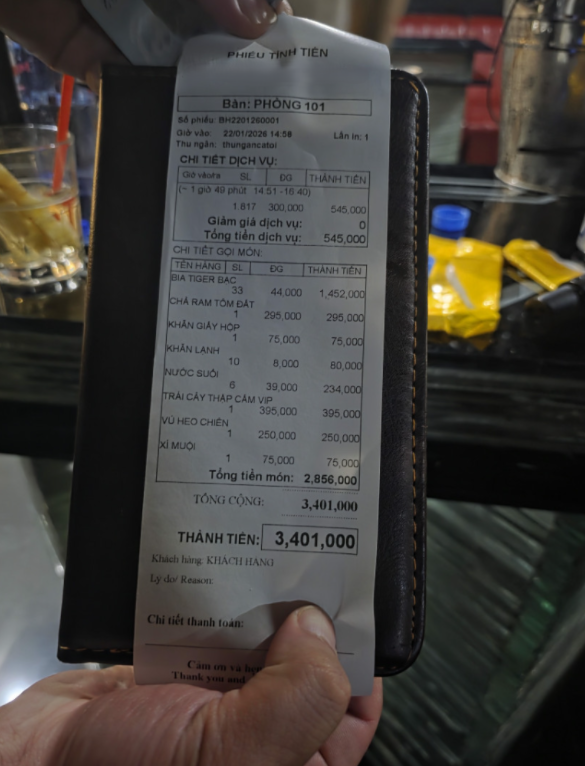 PHIẾU TÍNH TIỀN
Bàn: PHÒNG 101
Số phiếu: BH2201260001
Giờ vào: 22/01/2026 14:58 Lần in: 1
Thu ngân: thungancatoi
CHI TIẾT DỊCH VỤ:
Giờ vào/ra SL ĐG THÀNH TIỀN
(~ 1 giờ 49 phút 14:51 -16:40)
1.817 300,000 545,000
Giảm giá dịch vụ: 0
Tổng tiền dịch vụ: 545,000
CHI TIẾT GỌI MÓN:
TÊN HÀNG SL ĐG THÀNH TIỀN
BIA TIGER BẠC
33 44,000 1,452,000
CHẢ RAM TÔM ĐẤT
1 295,000 295,000
KHĂN GIẤY HỘP
1 75,000 75,000
KHĂN LẠNH
10 8,000 80,000
NƯỚC SUỐI
6 39,000 234,000
TRÁI CÂY THẬP CẨM VIP
1 395,000 395,000
VÚ HEO CHIÊN
1 250,000 250,000
XÍ MUỘI
1 75,000 75,000
Tổng tiền món: 2,856,000
TỔNG CỘNG: 3,401,000
THÀNH TIỀN: 3,401,000
Khách hàng: KHÁCH HÀNG
Lý do/ Reason:
Chi tiết thanh toán:
Cảm ơn và hẹn
Thank you and